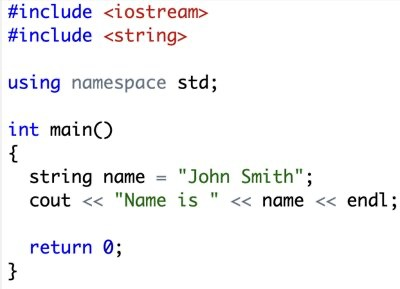 #include <iostream>
#include <string>
using namespace std;
int main()
{
string name = "John Smith";
cout << "Name is " << name << endl;
return 0;
}